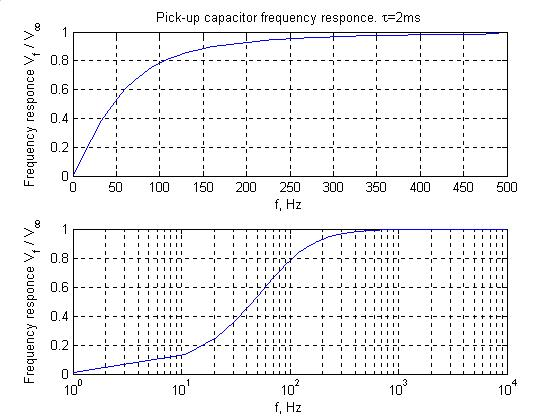 Pick-up capacitor frequency responce. τ=2ms
Frequency responce V_f / V_∞
1
0.8
0.6
0.4
0.2
0
0 50 100 150 200 250 300 350 400 450 500
f, Hz
Frequency responce V_f / V_∞
1
0.8
0.6
0.4
0.2
0
10^0 10^1 10^2 10^3 10^4
f, Hz